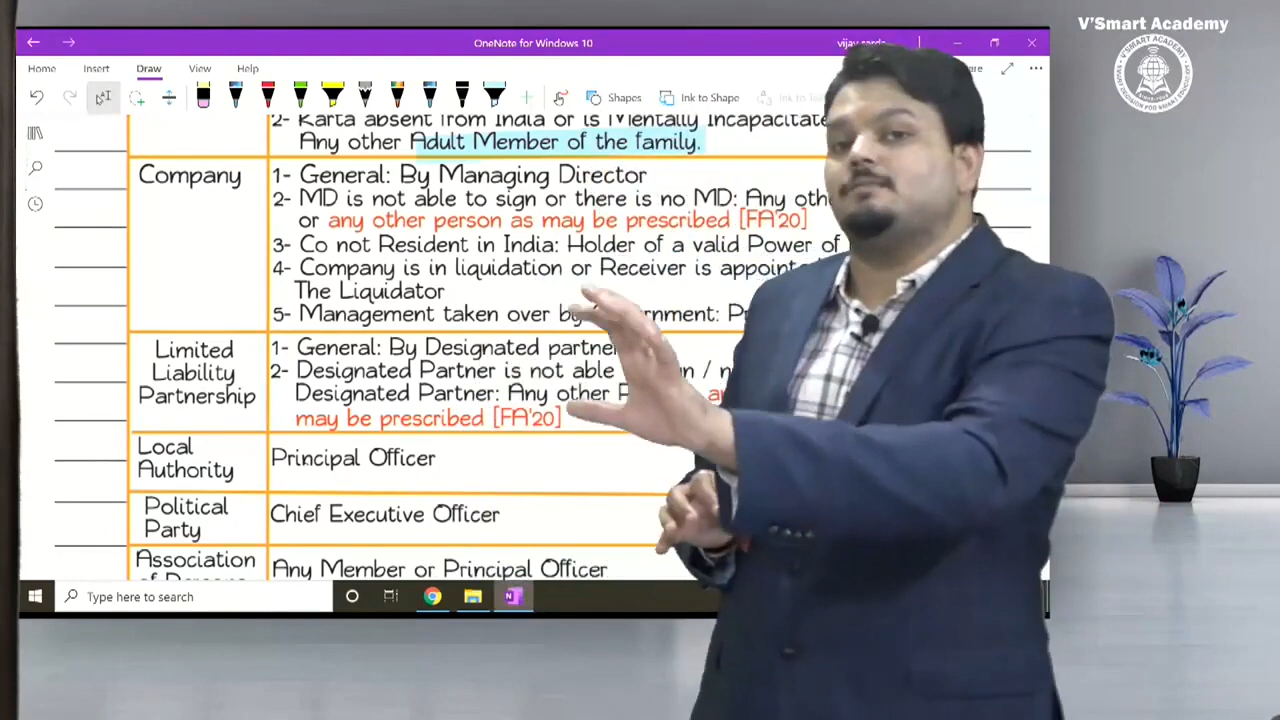 V'Smart Academy
OneNote for Windows 10
vijay sarda
Home Insert Draw View Help
Shapes Ink to Shape Ink to
2- Karta absent from India or is Mentally Incapacitate
Any other Adult Member of the family.
Company
1- General: By Managing Director
2- MD is not able to sign or there is no MD: Any
or any other person as may be prescribed [FA'20]
3- Co not Resident in India: Holder of a valid Power of
4- Company is in liquidation or Receiver is
The Liquidator
5- Management taken over by
Limited
Liability
Partnership
1- General: By Designated
2- Designated Partner is not able
Designated Partner: Any other
may be prescribed [FA'20]
Local
Authority
Principal Officer
Political
Party
Chief Executive Officer
Association
Any Member or Principal Officer
Type here to search